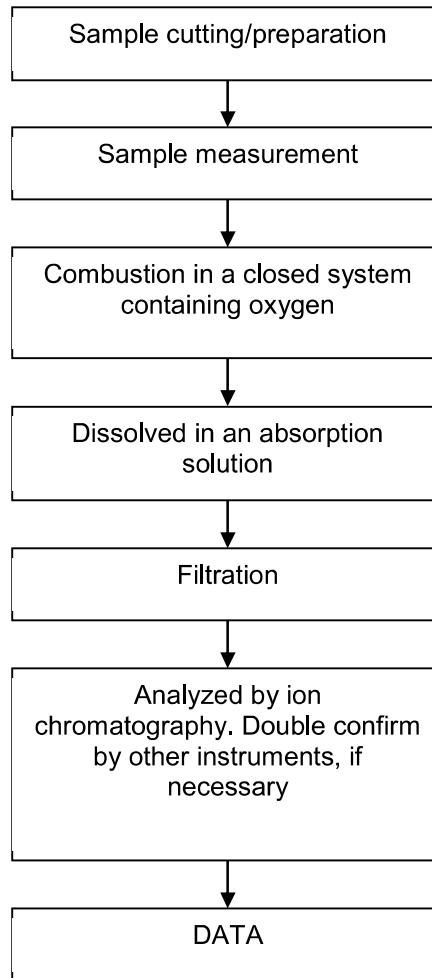 Sample cutting/preparation
Sample measurement
Combustion in a closed system
containing oxygen
Dissolved in an absorption
solution
Filtration
Analyzed by ion
chromatography. Double confirm
by other instruments, if
necessary
DATA